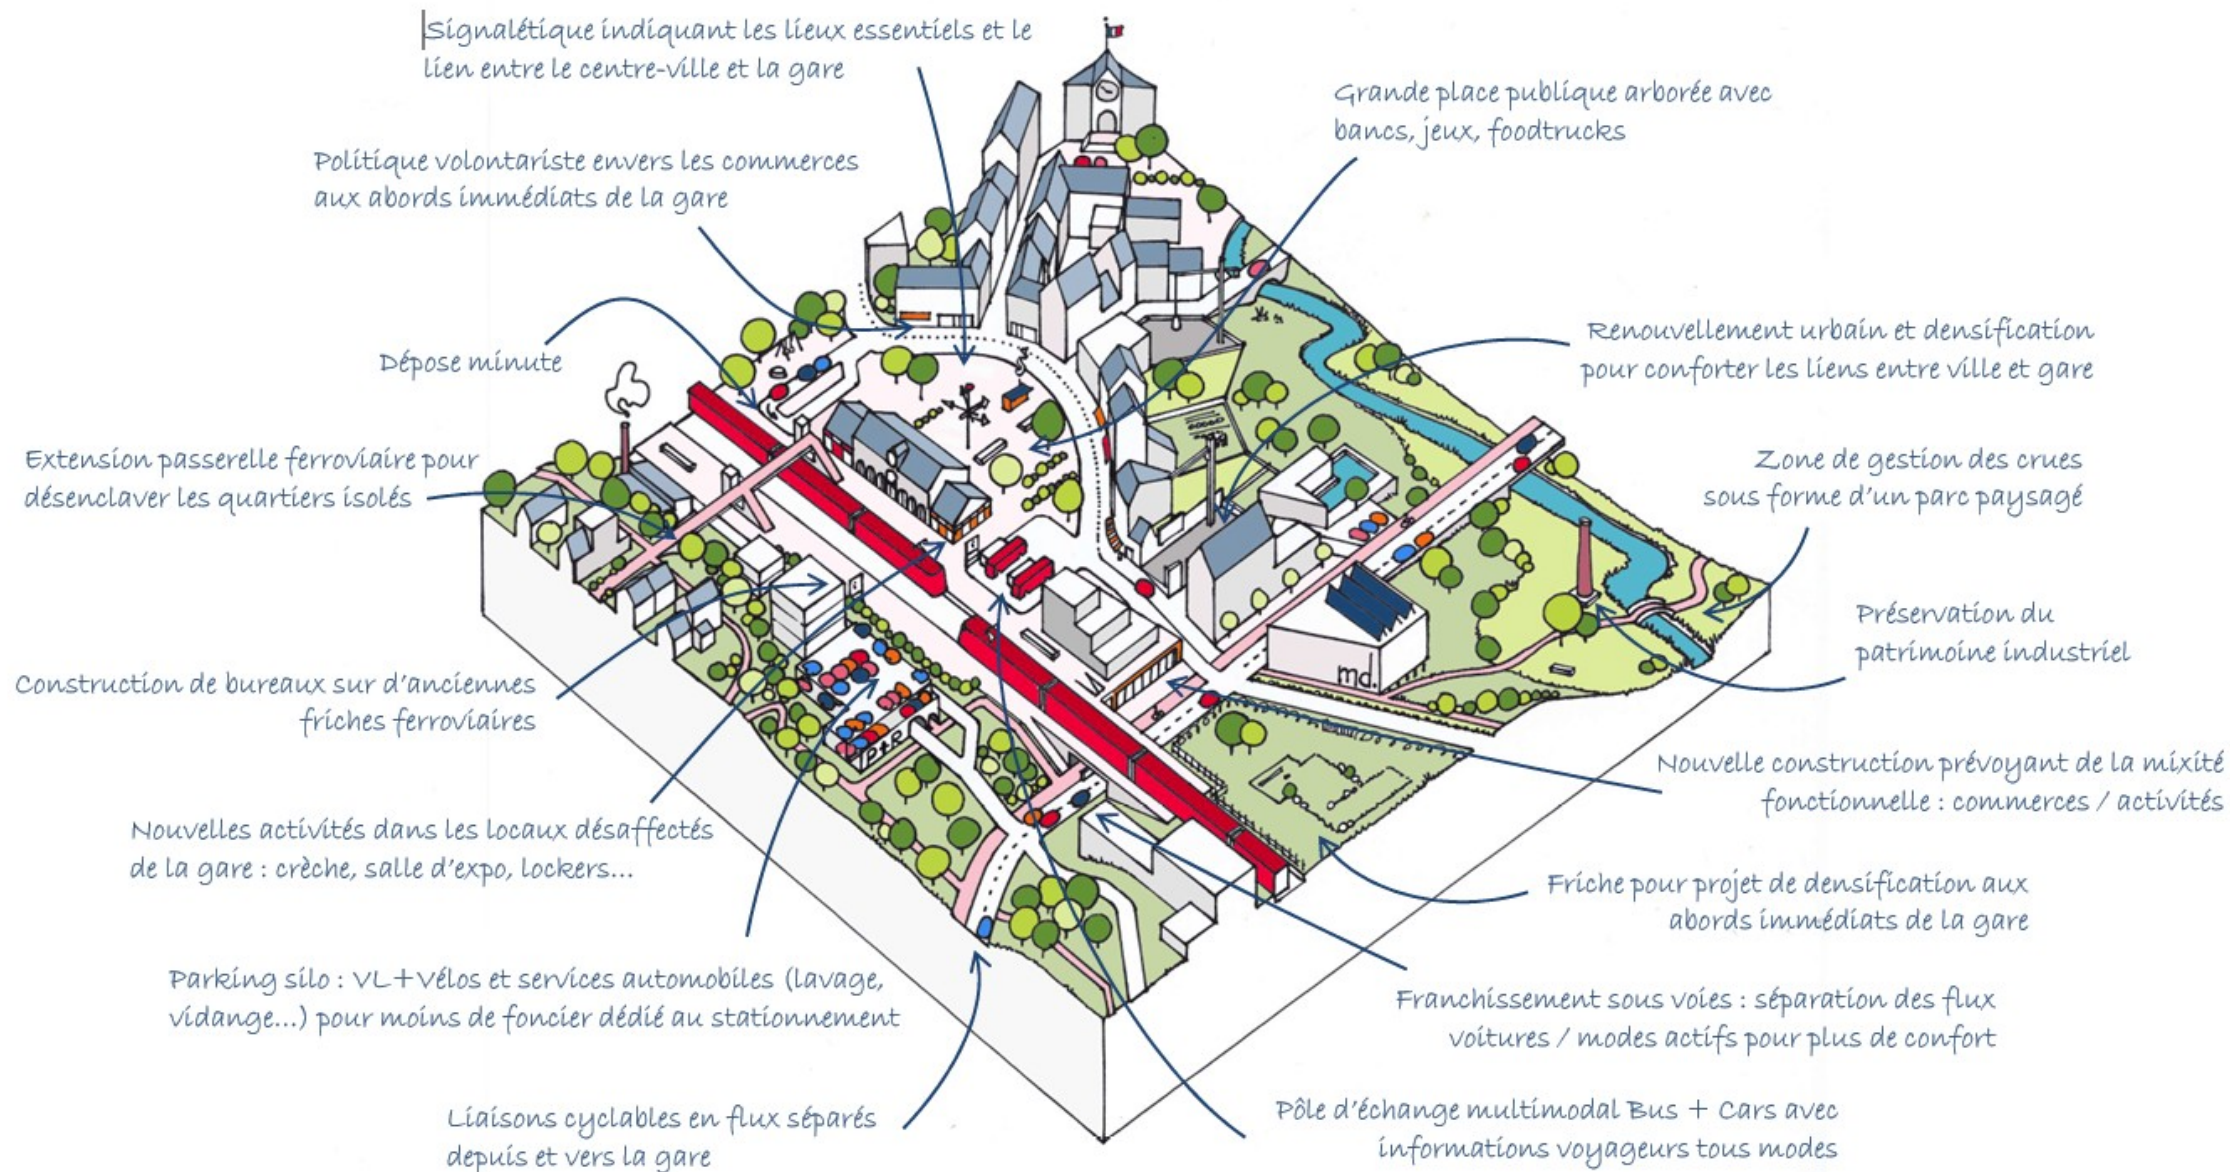 Signalétique indiquant les lieux essentiels et le
lien entre le centre-ville et la gare
Grande place publique arborée avec
bancs, jeux, foodtrucks
Politique volontariste envers les commerces
aux abords immédiats de la gare
Dépose minute
Renouvellement urbain et densification
pour conforter les liens entre ville et gare
Extension passerelle ferroviaire pour
désenclaver les quartiers isolés
Zone de gestion des crues
sous forme d'un parc paysagé
Préservation du
patrimoine industriel
md.
Construction de bureaux sur d'anciennes
friches ferroviaires
P+R
Nouvelle construction prévoyant de la mixité
fonctionnelle : commerces / activités
Nouvelles activités dans les locaux désaffectés
de la gare : crèche, salle d'expo, lockers...
Friche pour projet de densification aux
abords immédiats de la gare
Parking silo : VL+Vélos et services automobiles (lavage,
vidange...) pour moins de foncier dédié au stationnement
Franchissement sous voies : séparation des flux
voitures / modes actifs pour plus de confort
Liaisons cyclables en flux séparés
depuis et vers la gare
Pôle d'échange multimodal Bus + Cars avec
informations voyageurs tous modes